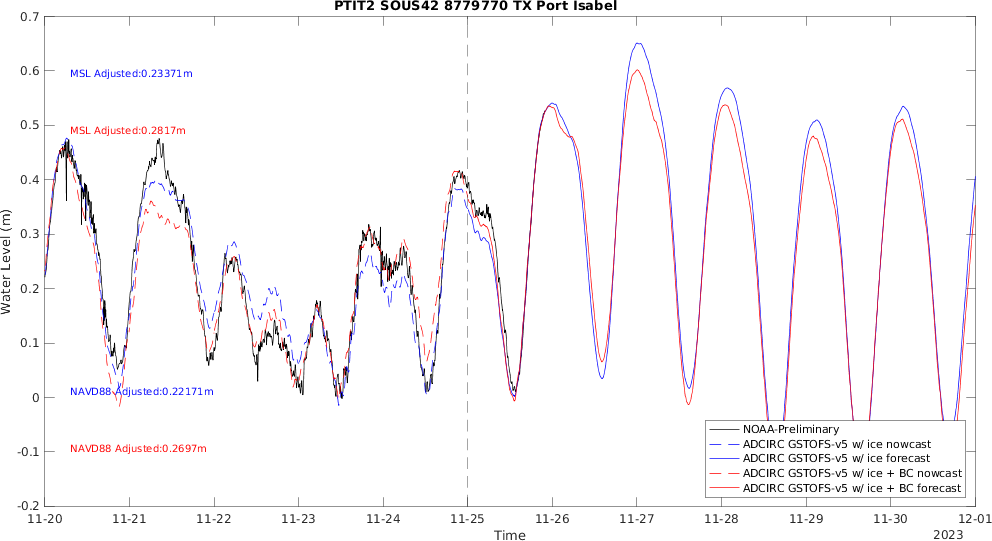 PTIT2 SOUS42 8779770 TX Port Isabel
0.7
0.6
0.5
0.4
0.3
0.2
0.1
0
-0.1
-0.2
Water Level (m)
MSL Adjusted:0.23371m
MSL Adjusted:0.2817m
NAVD88 Adjusted:0.22171m
NAVD88 Adjusted:0.2697m
NOAA-Preliminary
ADCIRC GSTOFS-v5 w/ ice nowcast
ADCIRC GSTOFS-v5 w/ ice forecast
ADCIRC GSTOFS-v5 w/ ice + BC nowcast
ADCIRC GSTOFS-v5 w/ ice + BC forecast
11-20 11-21 11-22 11-23 11-24 11-25 11-26 11-27 11-28 11-29 11-30 12-01
Time
2023